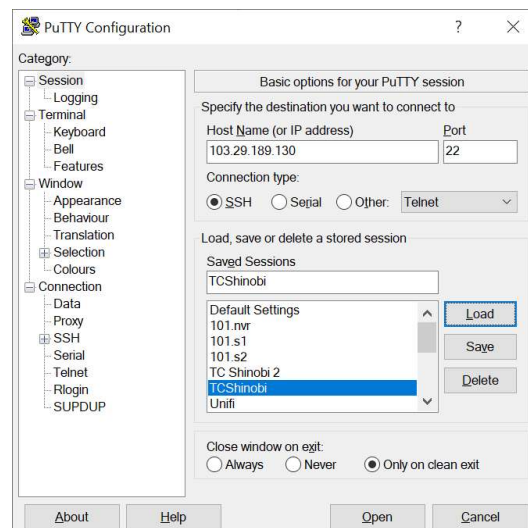 PuTTY Configuration
?
Category:
Session
Logging
Terminal
Keyboard
Bell
Features
Window
Appearance
Behaviour
Translation
Selection
Colours
Connection
Data
Proxy
SSH
Serial
Telnet
Rlogin
SUPDUP
Basic options for your PuTTY session
Specify the destination you want to connect to
Host Name (or IP address) Port
103.29.189.130 22
Connection type:
SSH Serial Other: Telnet
Load, save or delete a stored session
Saved Sessions
TCShinobi
Default Settings
101.nvr
101.s1
101.s2
TC Shinobi 2
TCShinobi
Unifi
Load
Save
Delete
Close window on exit:
Always Never Only on clean exit
About Help Open Cancel